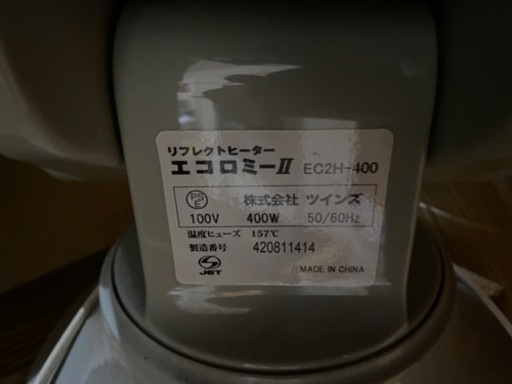 リフレクトヒーター
エコロミーⅡ EC2H-400
PSE 株式会社 ツインズ
100V 400W 50/60Hz
温度ヒューズ 157℃
製造番号 420811414
JET MADE IN CHINA